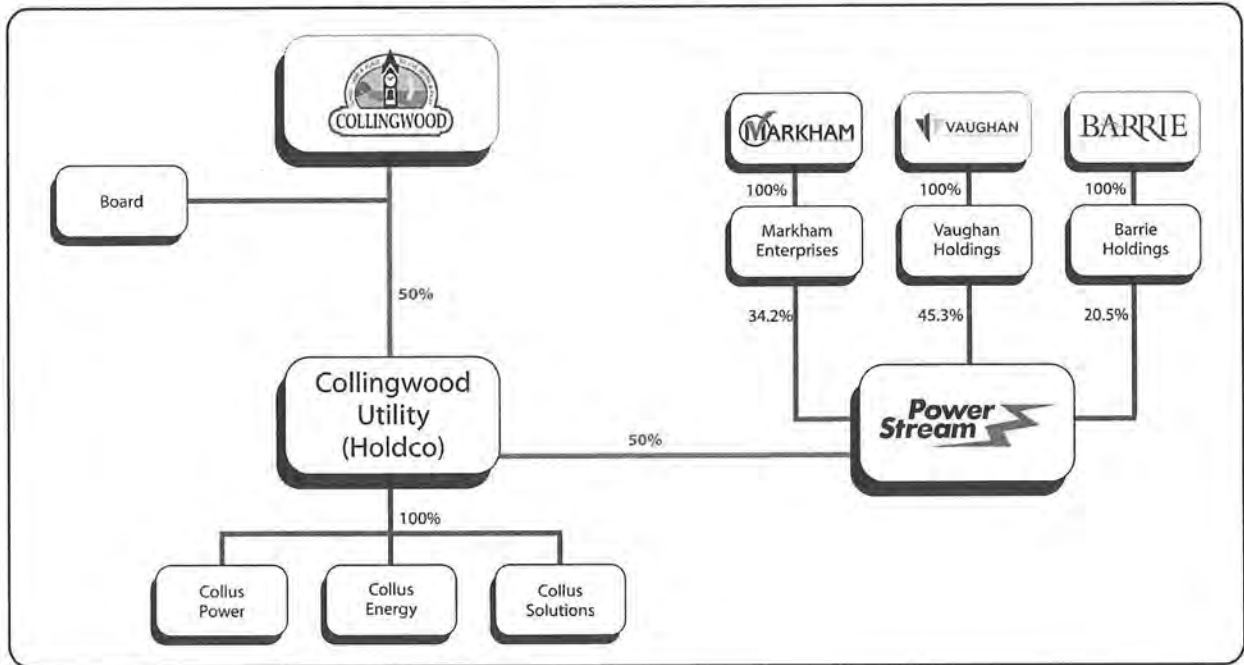 COLLINGWOOD
Board
50%
Collingwood
Utility
(Holdco)
100%
Collus
Power
Collus
Energy
Collus
Solutions
50%
MARKHAM
VAUGHAN
BARRIE
100%
100%
100%
Markham
Enterprises
Vaughan
Holdings
Barrie
Holdings
34.2%
45.3%
20.5%
Power
Stream